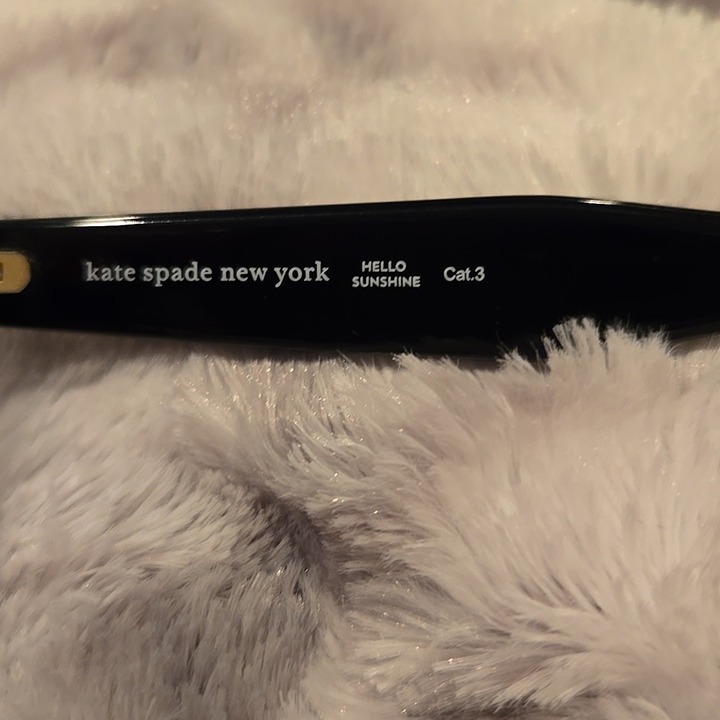 kate spade new york
HELLO
SUNSHINE
Cat.3